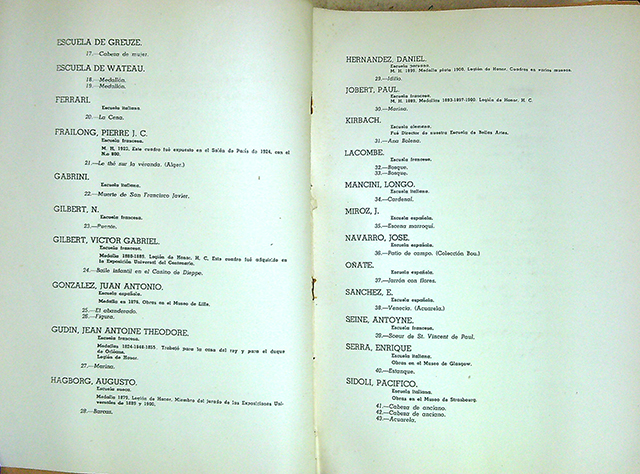 ESCUELA DE GREUZE.
17.—Cabeza de mujer.
ESCUELA DE WATEAU.
18.—Medallón.
19.—Medallón.
FERRARI.
Escuela italiana
20.—La Cena.
FRAILONG, PIERRE J. C.
Escuela francesa.
M. H. 1923. Este cuadro fué expuesto en el Salón de París de 1924, con el
N.o 890.
21.—Le thé sur la veranda. (Alger.)
GABRINI.
Escuela italiana.
22.—Muerte de San Francisco Javier.
GILBERT, N.
Escuela francesa.
23.—Puente.
GILBERT, VICTOR GABRIEL.
Escuela francesa.
Medallas 1868-1889. Legión de Honor, H. C. Este cuadro fué adquirido en
la Exposición Universal del Centenario.
24.—Baile Infantil en el Casino de Dieppe.
GONZALEZ, JUAN ANTONIO.
Escuela española.
Medalla en 1876. Obras en el Museo de Lille.
25.—El abanderado.
26.—Figura.
GUDIN, JEAN ANTOINE THEODORE.
Escuela francesa.
Medallas 1824-1848-1855. Trabajó para la casa del rey y para el duque
de Orléans.
Legión de Honor.
27.—Marina.
HAGBORG, AUGUSTO.
Escuela sueca.
Medalla 1879. Legión de Honor, Miembro del Jurado de las Exposiciones Uni-
versales de 1889 y 1900.
28.—Barcas.
HERNANDEZ, DANIEL.
Escuela peruana.
M. H. 1899. Medalla plata 1900. Legión de Honor. Cuadros en varios museos.
29.—Idilio.
JOBERT, PAUL.
Escuela francesa.
M. H. 1889. Medallas 1893-1897-1900. Legión de Honor, H. C.
30.—Marina.
KIRBACH.
Escuela alemana.
Fué Director de nuestra Escuela de Bellas Artes.
31.—Ana Bolena.
LACOMBE.
Escuela francesa.
32.—Bosque.
33.—Bosque.
MANCINI, LONGO.
Escuela italiana.
34.—Cardenal.
MIROZ, J.
Escuela española.
35.—Escena marroquí.
NAVARRO, JOSE.
Escuela española.
36.—Patio de campo. (Colección Bou.)
OÑATE.
Escuela española.
37.—Jarrón con flores.
SANCHEZ, E.
Escuela española.
38.—Venecia. (Acuarela.)
SEINE, ANTOYNE.
Escuela francesa.
39.—Soeur de St. Vincent de Paul.
SERRA, ENRIQUE
Escuela italiana.
Obras en el Museo de Glasgow.
40.—Estanque.
SIDOLI, PACIFICO.
Escuela italiana.
Obras en el Museo de Strasbourg.
41.—Cabeza de anciano.
42.—Cabeza de anciano.
43.—Acuarela.